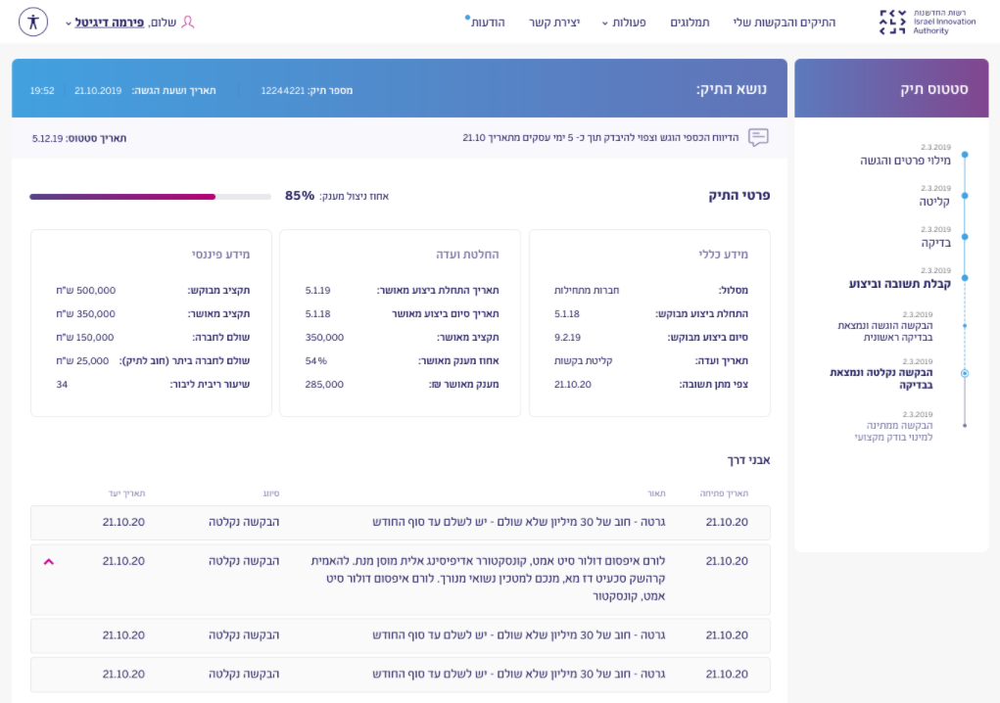 רשות החדשנות
Israel Innovation
Authority
התיקים והבקשות שלי
תמלוגים
פעולות
יצירת קשר
הודעות
שלום, פירמה דיגיטל
סטטוס תיק
2.3.2019
מילוי פרטים והגשה
2.3.2019
קליטה
2.3.2019
בדיקה
2.3.2019
קבלת תשובה וביצוע
2.3.2019
הבקשה הוגשה ונמצאת
בבדיקה ראשונית
2.3.2019
הבקשה נקלטה ונמצאת
בבדיקה
2.3.2019
הבקשה ממתינה
למינוי בודק מקצועי
נושא התיק:
מספר תיק: 12244221
תאריך ושעת הגשה: 21.10.2019
19:52
הדיווח הכספי הוגש וצפוי להיבדק תוך כ- 5 ימי עסקים מתאריך 21.10
תאריך סטטוס: 5.12.19
פרטי התיק
אחוז ניצול מענק: 85%
מידע כללי
מסלול: חברות מתחילות
התחלת ביצוע מבוקש: 5.1.18
סיום ביצוע מבוקש: 9.2.19
תאריך ועדה: קליטת בקשות
צפי מתן תשובה: 21.10.20
החלטת ועדה
תאריך התחלת ביצוע מאושר: 5.1.19
תאריך סיום ביצוע מאושר 5.1.18
תקציב מאושר: 350,000
אחוז מענק מאושר: 54%
מענק מאושר ₪: 285,000
מידע פיננסי
תקציב מבוקש: 500,000 ש"ח
תקציב מאושר: 350,000 ש"ח
שולם לחברה: 150,000 ש"ח
שולם לחברה ביתר (חוב לתיק): 25,000 ש"ח
שיעור ריבית ליבור: 34
אבני דרך
תאריך פתיחה תאור סיווג תאריך יעד
21.10.20 גרטה - חוב של 30 מיליון שלא שולם - יש לשלם עד סוף החודש הבקשה נקלטה 21.10.20
21.10.20 לורם איפסום דולור סיט אמט, קונסקטורר אדיפיסינג אלית מוסן מנת. להאמית הבקשה נקלטה 21.10.20
קרהשק סכעיט דז מא, מנכם למטכין נשואי מנורך. לורם איפסום דולור סיט
אמט, קונסקטור
21.10.20 גרטה - חוב של 30 מיליון שלא שולם - יש לשלם עד סוף החודש הבקשה נקלטה 21.10.20
21.10.20 גרטה - חוב של 30 מיליון שלא שולם - יש לשלם עד סוף החודש הבקשה נקלטה 21.10.20